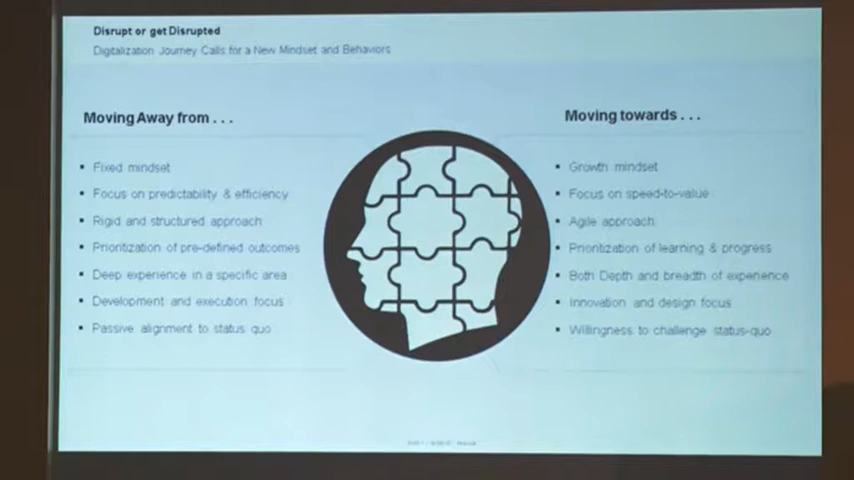 Disrupt or get Disrupted
Digitalization Journey Calls for a New Mindset and Behaviors
Moving Away from . . .
▪ Fixed mindset
▪ Focus on predictability & efficiency
▪ Rigid and structured approach
▪ Prioritization of pre-defined outcomes
▪ Deep experience in a specific area
▪ Development and execution focus
▪ Passive alignment to status quo
Moving towards . . .
▪ Growth mindset
▪ Focus on speed-to-value
▪ Agile approach
▪ Prioritization of learning & progress
▪ Both Depth and breadth of experience
▪ Innovation and design focus
▪ Willingness to challenge status-quo